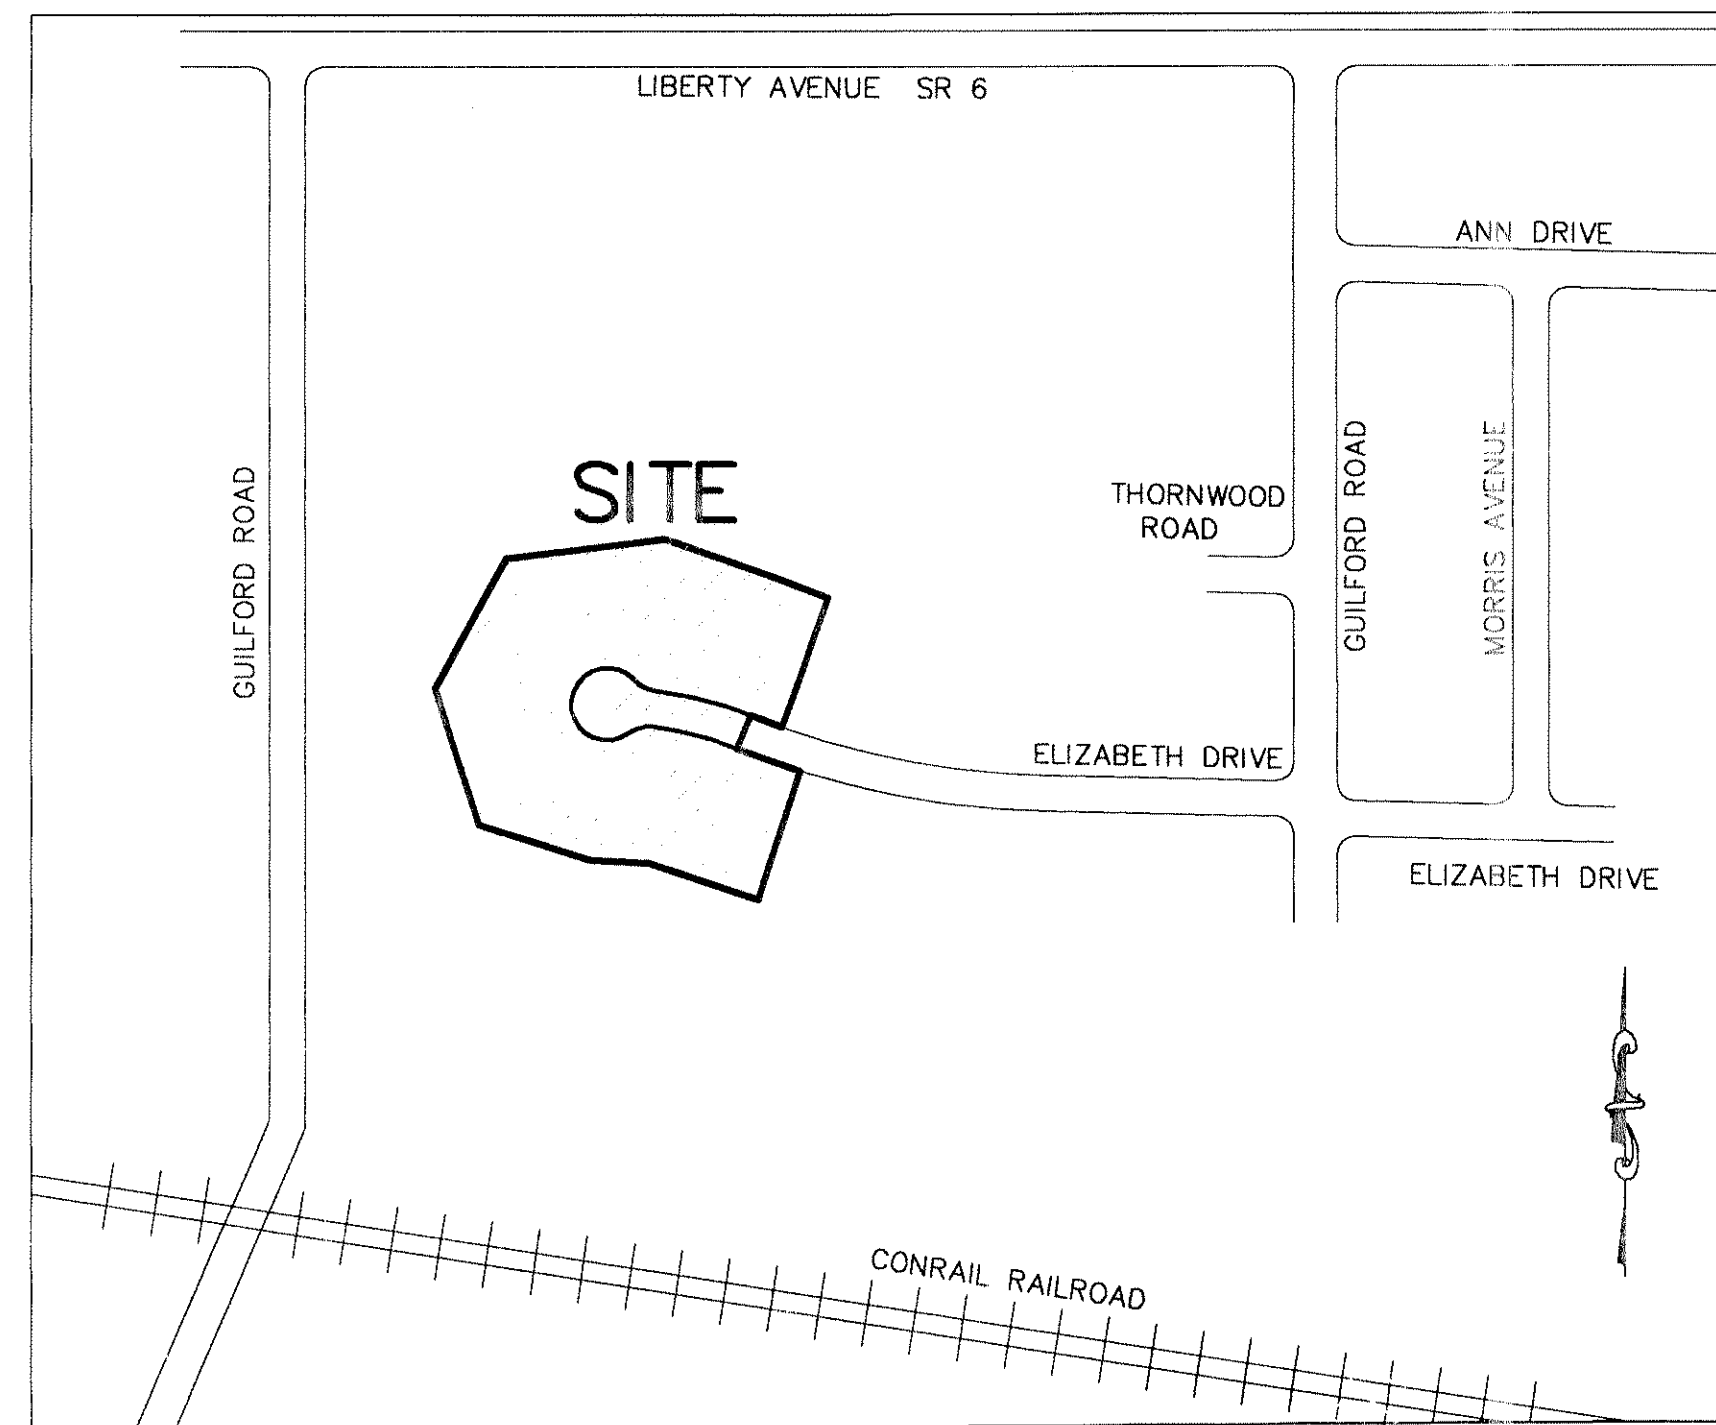 LIBERTY AVENUE SR 6
ANN DRIVE
GUILFORD ROAD
SITE
THORNWOOD
ROAD
GUILFORD ROAD
MORRIS AVENUE
ELIZABETH DRIVE
ELIZABETH DRIVE
CONRAIL RAILROAD